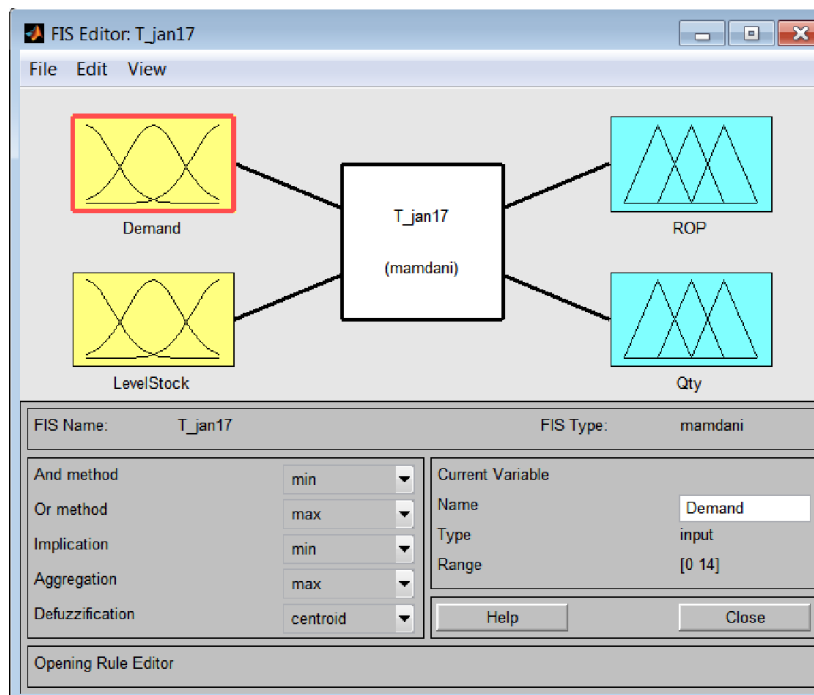 FIS Editor: T_jan17
File Edit View
Demand
LevelStock
T_jan17
(mamdani)
ROP
Qty
FIS Name: T_jan17 FIS Type: mamdani
And method min
Or method max
Implication min
Aggregation max
Defuzzification centroid
Current Variable
Name Demand
Type input
Range [0 14]
Help Close
Opening Rule Editor